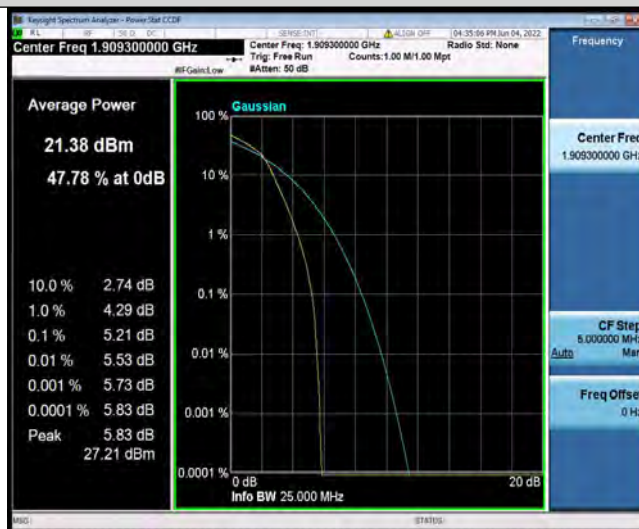 Keysight Spectrum Analyzer - Power Stat CCDF
RL RF 50 Ω DC SENSE:INT ALIGN OFF 04:35:06 PM Jun 04, 2022
Center Freq 1.909300000 GHz
Center Freq: 1.909300000 GHz Radio Std: None
Trig: Free Run Counts:1.00 M/1.00 Mpt
#IFGain:Low #Atten: 50 dB
Frequency
Average Power
21.38 dBm
47.78 % at 0dB
10.0 % 2.74 dB
1.0 % 4.29 dB
0.1 % 5.21 dB
0.01 % 5.53 dB
0.001 % 5.73 dB
0.0001 % 5.83 dB
Peak 5.83 dB
27.21 dBm
Gaussian
100 %
10 %
1 %
0.1 %
0.01 %
0.001 %
0.0001 %
0 dB 20 dB
Info BW 25.000 MHz
Center Freq
1.909300000 GHz
CF Step
5.000000 MHz
Auto Man
Freq Offset
0 Hz
MSG STATUS